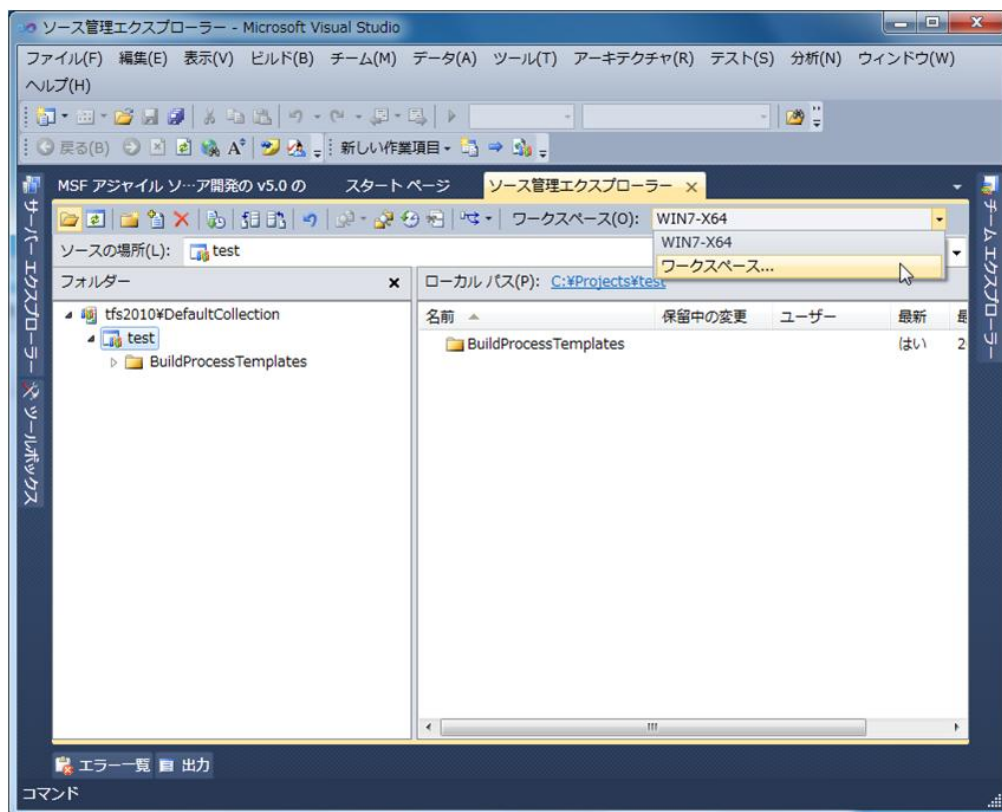 ソース管理エクスプローラー - Microsoft Visual Studio
ファイル(F) 編集(E) 表示(V) ビルド(B) チーム(M) データ(A) ツール(T) アーキテクチャ(R) テスト(S) 分析(N) ウィンドウ(W)
ヘルプ(H)
戻る(B) 新しい作業項目
MSF アジャイル ソ…ア開発の v5.0 の スタート ページ ソース管理エクスプローラー
ワークスペース(O): WIN7-X64
ソースの場所(L): test
WIN7-X64
ワークスペース...
フォルダー
ローカル パス(P): C:¥Projects¥test
tfs2010¥DefaultCollection
test
BuildProcessTemplates
名前 保留中の変更 ユーザー 最新
BuildProcessTemplates はい 2
サーバー エクスプローラー
ツールボックス
チーム エクスプローラー
エラー一覧 出力
コマンド